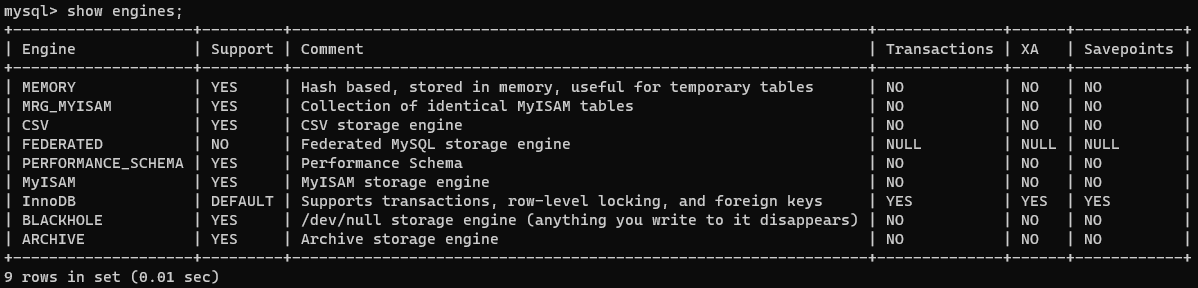 mysql> show engines;
+--------------------+---------+----------------------------------------------------------------+--------------+------+------------+
| Engine             | Support | Comment                                                        | Transactions | XA   | Savepoints |
+--------------------+---------+----------------------------------------------------------------+--------------+------+------------+
| MEMORY             | YES     | Hash based, stored in memory, useful for temporary tables      | NO           | NO   | NO         |
| MRG_MYISAM         | YES     | Collection of identical MyISAM tables                          | NO           | NO   | NO         |
| CSV                | YES     | CSV storage engine                                             | NO           | NO   | NO         |
| FEDERATED          | NO      | Federated MySQL storage engine                                 | NULL         | NULL | NULL       |
| PERFORMANCE_SCHEMA | YES     | Performance Schema                                             | NO           | NO   | NO         |
| MyISAM             | YES     | MyISAM storage engine                                          | NO           | NO   | NO         |
| InnoDB             | DEFAULT | Supports transactions, row-level locking, and foreign keys     | YES          | YES  | YES        |
| BLACKHOLE          | YES     | /dev/null storage engine (anything you write to it disappears) | NO           | NO   | NO         |
| ARCHIVE            | YES     | Archive storage engine                                         | NO           | NO   | NO         |
+--------------------+---------+----------------------------------------------------------------+--------------+------+------------+
9 rows in set (0.01 sec)